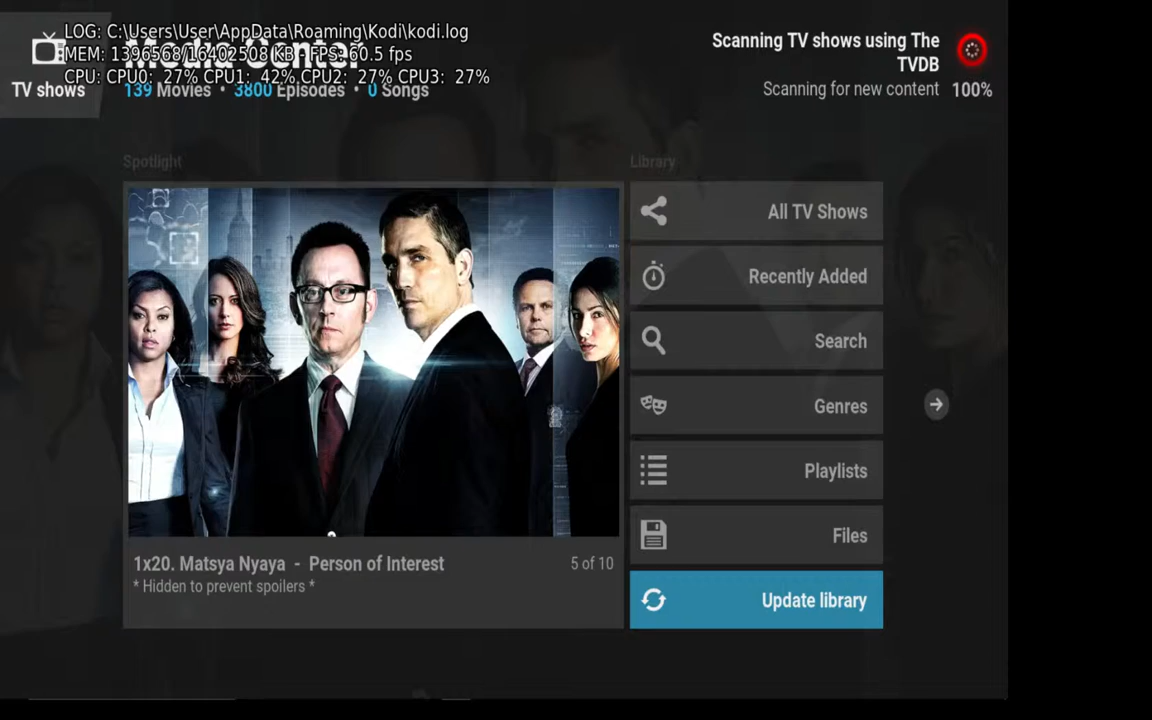 LOG: C:\Users\User\AppData\Roaming\Kodi\kodi.log
MEM: 1396568/16402508 KB - FPS: 60.5 fps
CPU: CPU0: 27% CPU1: 42% CPU2: 27% CPU3: 27%
Media Center
TV shows
139 Movies • 3800 Episodes • 0 Songs
Scanning TV shows using The
TVDB
Scanning for new content 100%
Spotlight
Library
All TV Shows
Recently Added
Search
Genres
Playlists
Files
Update library
1x20. Matsya Nyaya - Person of Interest
5 of 10
* Hidden to prevent spoilers *